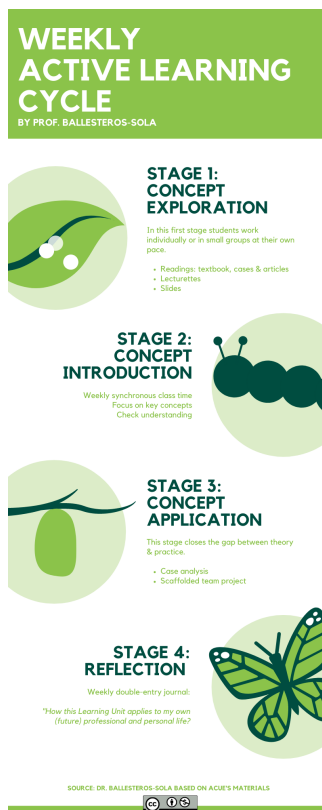 WEEKLY
ACTIVE LEARNING
CYCLE
BY PROF. BALLESTEROS-SOLA
STAGE 1:
CONCEPT
EXPLORATION
In this first stage students work
individually or in small groups at their own
pace.
• Readings: textbook, cases & articles
• Lecturettes
• Slides
STAGE 2:
CONCEPT
INTRODUCTION
Weekly synchronous class time
Focus on key concepts
Check understanding
STAGE 3:
CONCEPT
APPLICATION
This stage closes the gap between theory
& practice.
• Case analysis
• Scaffolded team project
STAGE 4:
REFLECTION
Weekly double-entry journal:
"How this Learning Unit applies to my own
(future) professional and personal life?
SOURCE: DR. BALLESTEROS-SOLA BASED ON ACUE'S MATERIALS
cc